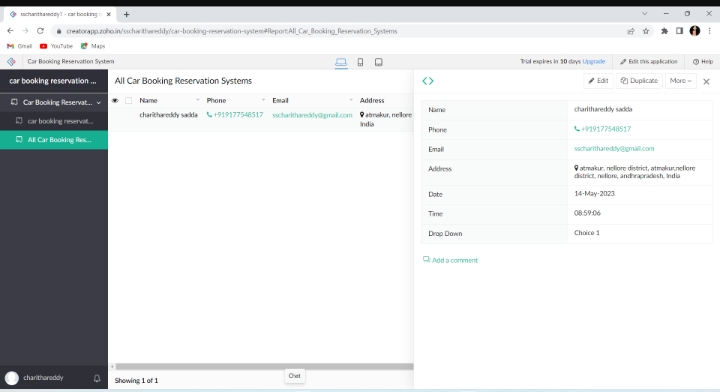 sscharithareddy1 - car booking
creatorapp.zoho.in/sscharithareddy/car-booking-reservation-system#Report:All_Car_Booking_Reservation_Systems
Gmail YouTube Maps
Car Booking Reservation System
Trial expires in 10 days Upgrade
Edit this application
Help
car booking reservation ...
Car Booking Reservat...
car booking reservat...
All Car Booking Res...
charithareddy
All Car Booking Reservation Systems
Name Phone Email Address
charithareddy sadda +919177548517 sscharithareddy@gmail.com atmakur, nellore
India
Showing 1 of 1
Chat
Edit Duplicate More
Name charithareddy sadda
Phone +919177548517
Email sscharithareddy@gmail.com
Address atmakur, nellore district, atmakur,nellore
district, nellore, andhrapradesh, India
Date 14-May-2023
Time 08:59:06
Drop Down Choice 1
Add a comment